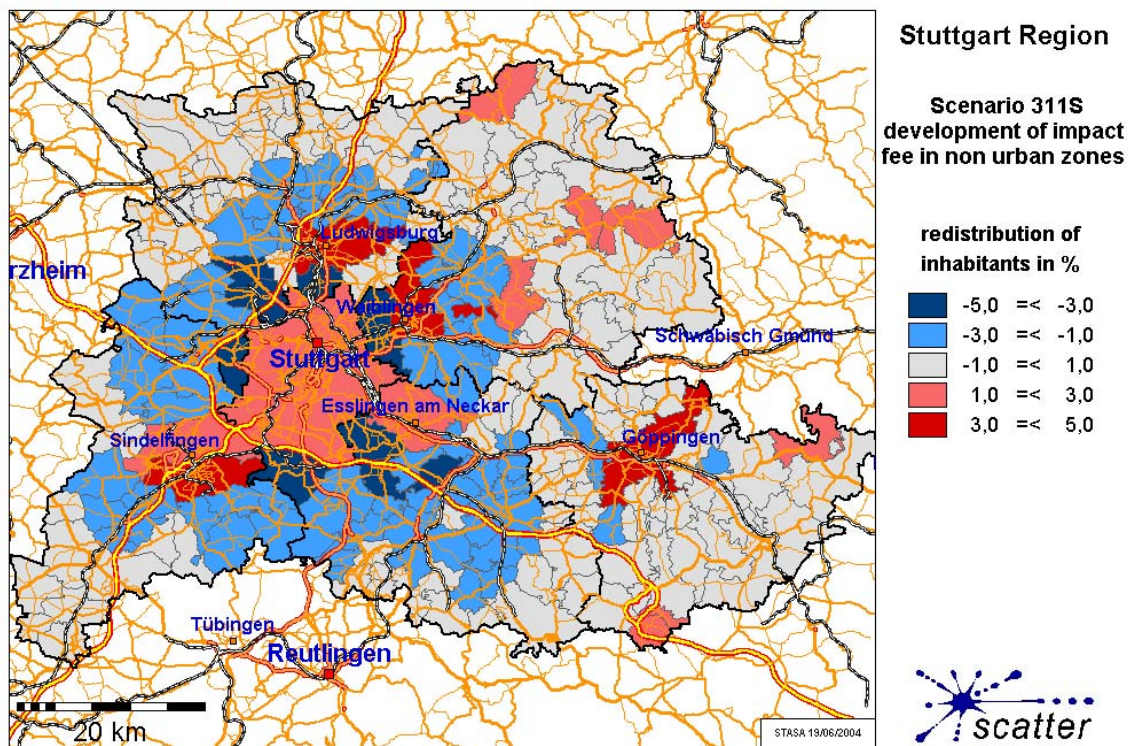 Stuttgart Region
Scenario 311S
development of impact
fee in non urban zones
redistribution of
inhabitants in %
-5,0 =< -3,0
-3,0 =< -1,0
-1,0 =< 1,0
1,0 =< 3,0
3,0 =< 5,0
Ludwigsburg
rzheim
Waiblingen
Schwäbisch Gmünd
Stuttgart
Esslingen am Neckar
Sindelfingen
Göppingen
Tübingen
Reutlingen
20 km
STASA 19/06/2004
scatter